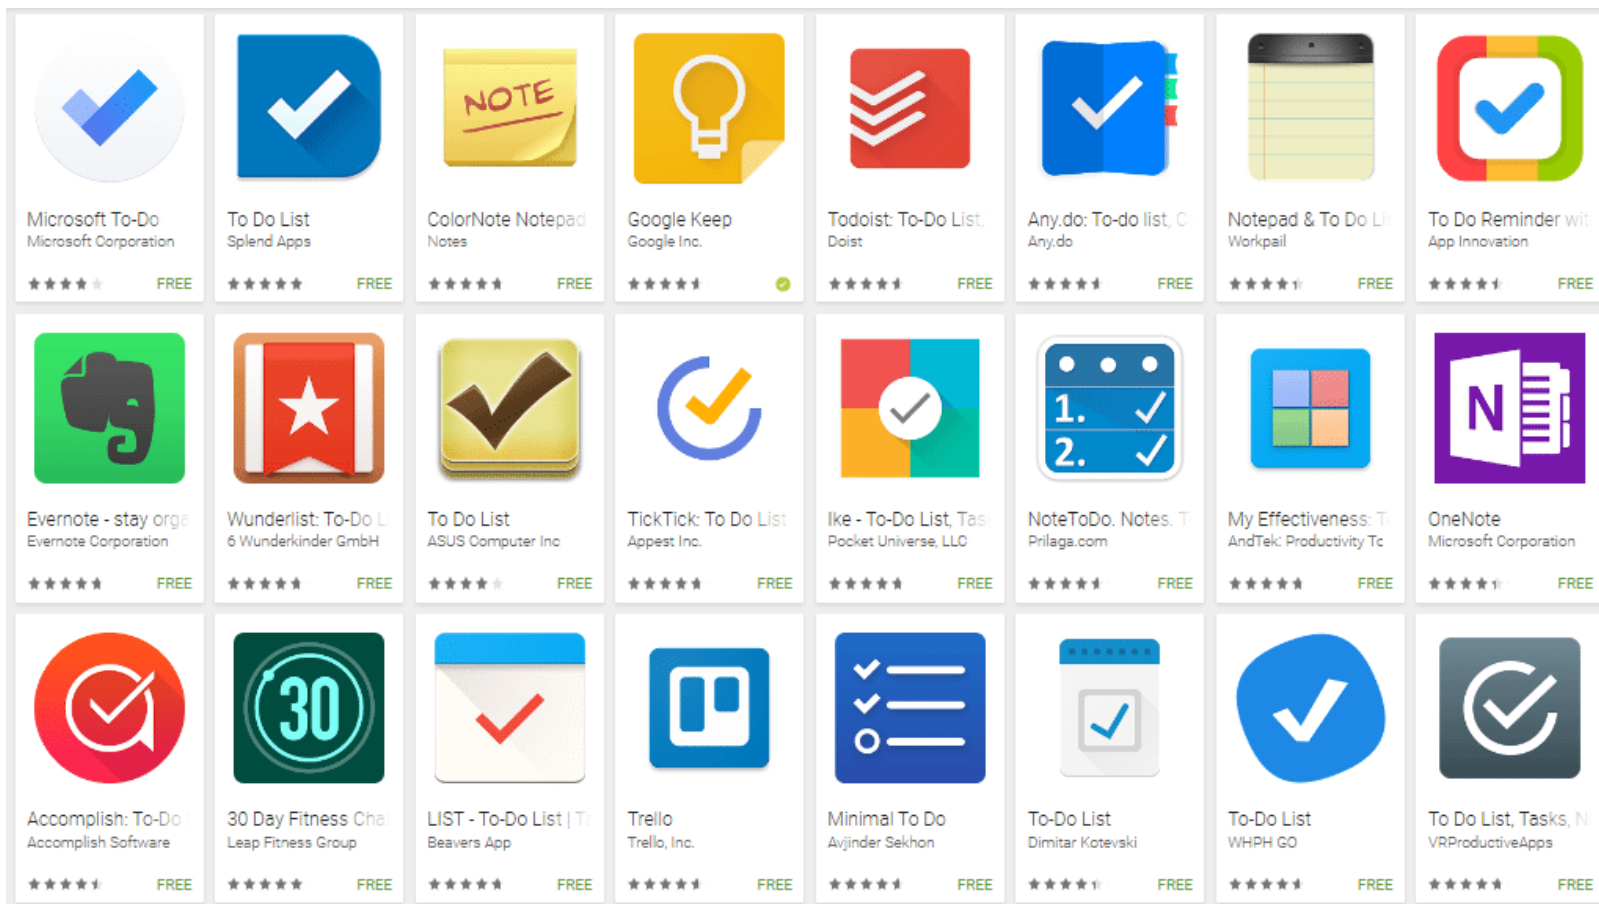 NOTE
Microsoft To-Do
Microsoft Corporation
FREE
To Do List
Splend Apps
FREE
ColorNote Notepad
Notes
FREE
Google Keep
Google Inc.
Todoist: To-Do List,
Doist
FREE
Any.do: To-do list, C
Any.do
FREE
Notepad & To Do Li
Workpail
FREE
To Do Reminder wit
App Innovation
FREE
1.
2.
N
Evernote - stay orga
Evernote Corporation
FREE
Wunderlist: To-Do Li
6 Wunderkinder GmbH
FREE
To Do List
ASUS Computer Inc
FREE
TickTick: To Do List
Appest Inc.
FREE
Ike - To-Do List, Tas
Pocket Universe, LLC
FREE
NoteToDo. Notes. T
Prilaga.com
FREE
My Effectiveness: T
AndTek: Productivity To
FREE
OneNote
Microsoft Corporation
FREE
30
Accomplish: To-Do
Accomplish Software
FREE
30 Day Fitness Cha
Leap Fitness Group
FREE
LIST - To-Do List | Ta
Beavers App
FREE
Trello
Trello, Inc.
FREE
Minimal To Do
Avjinder Sekhon
FREE
To-Do List
Dimitar Kotevski
FREE
To-Do List
WHPH GO
FREE
To Do List, Tasks, N
VRProductiveApps
FREE